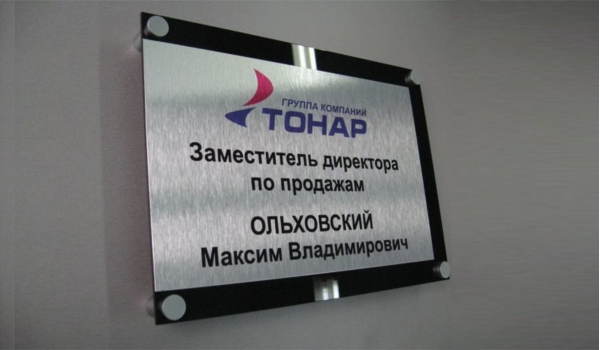 ГРУППА КОМПАНИЙ
ТОНАР
Заместитель директора
по продажам
ОЛЬХОВСКИЙ
Максим Владимирович